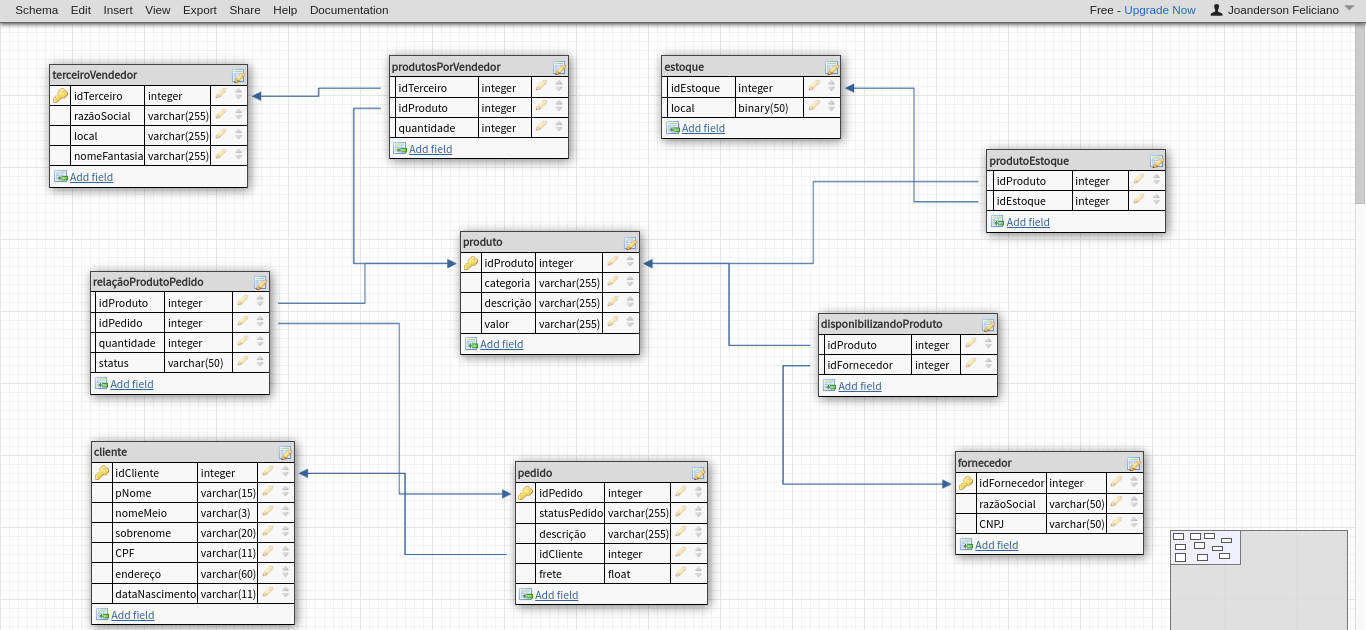 Schema Edit Insert View Export Share Help Documentation Free - Upgrade Now Joanderson Feliciano
terceiroVendedor
idTerceiro integer
razãoSocial varchar(255)
local varchar(255)
nomeFantasia varchar(255)
Add field
produtosPorVendedor
idTerceiro integer
idProduto integer
quantidade integer
Add field
estoque
idEstoque integer
local binary(50)
Add field
produtoEstoque
idProduto integer
idEstoque integer
Add field
produto
idProduto integer
categoria varchar(255)
descrição varchar(255)
valor varchar(255)
Add field
relaçãoProdutoPedido
idProduto integer
idPedido integer
quantidade integer
status varchar(50)
Add field
disponibilizandoProduto
idProduto integer
idFornecedor integer
Add field
cliente
idCliente integer
pNome varchar(15)
nomeMeio varchar(3)
sobrenome varchar(20)
CPF varchar(11)
endereço varchar(60)
dataNascimento varchar(11)
Add field
pedido
idPedido integer
statusPedido varchar(255)
descrição varchar(255)
idCliente integer
frete float
Add field
fornecedor
idFornecedor integer
razãoSocial varchar(50)
CNPJ varchar(50)
Add field